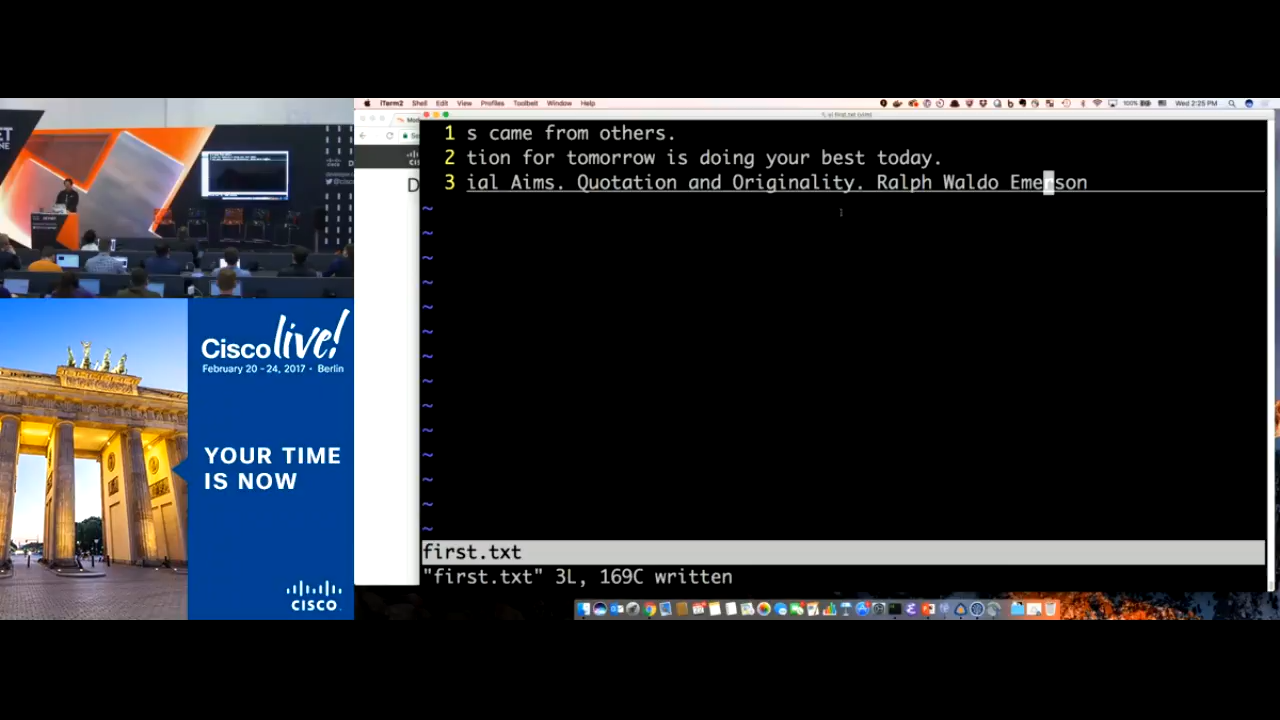 iTerm2 Shell Edit View Profiles Toolbelt Window Help
100% Wed 2:25 PM
1 s came from others.
2 tion for tomorrow is doing your best today.
3 ial Aims. Quotation and Originality. Ralph Waldo Emerson
~
~
~
~
~
~
~
~
~
~
~
~
~
~
first.txt
"first.txt" 3L, 169C written
Cisco live!
February 20 - 24, 2017 • Berlin
YOUR TIME
IS NOW
CISCO